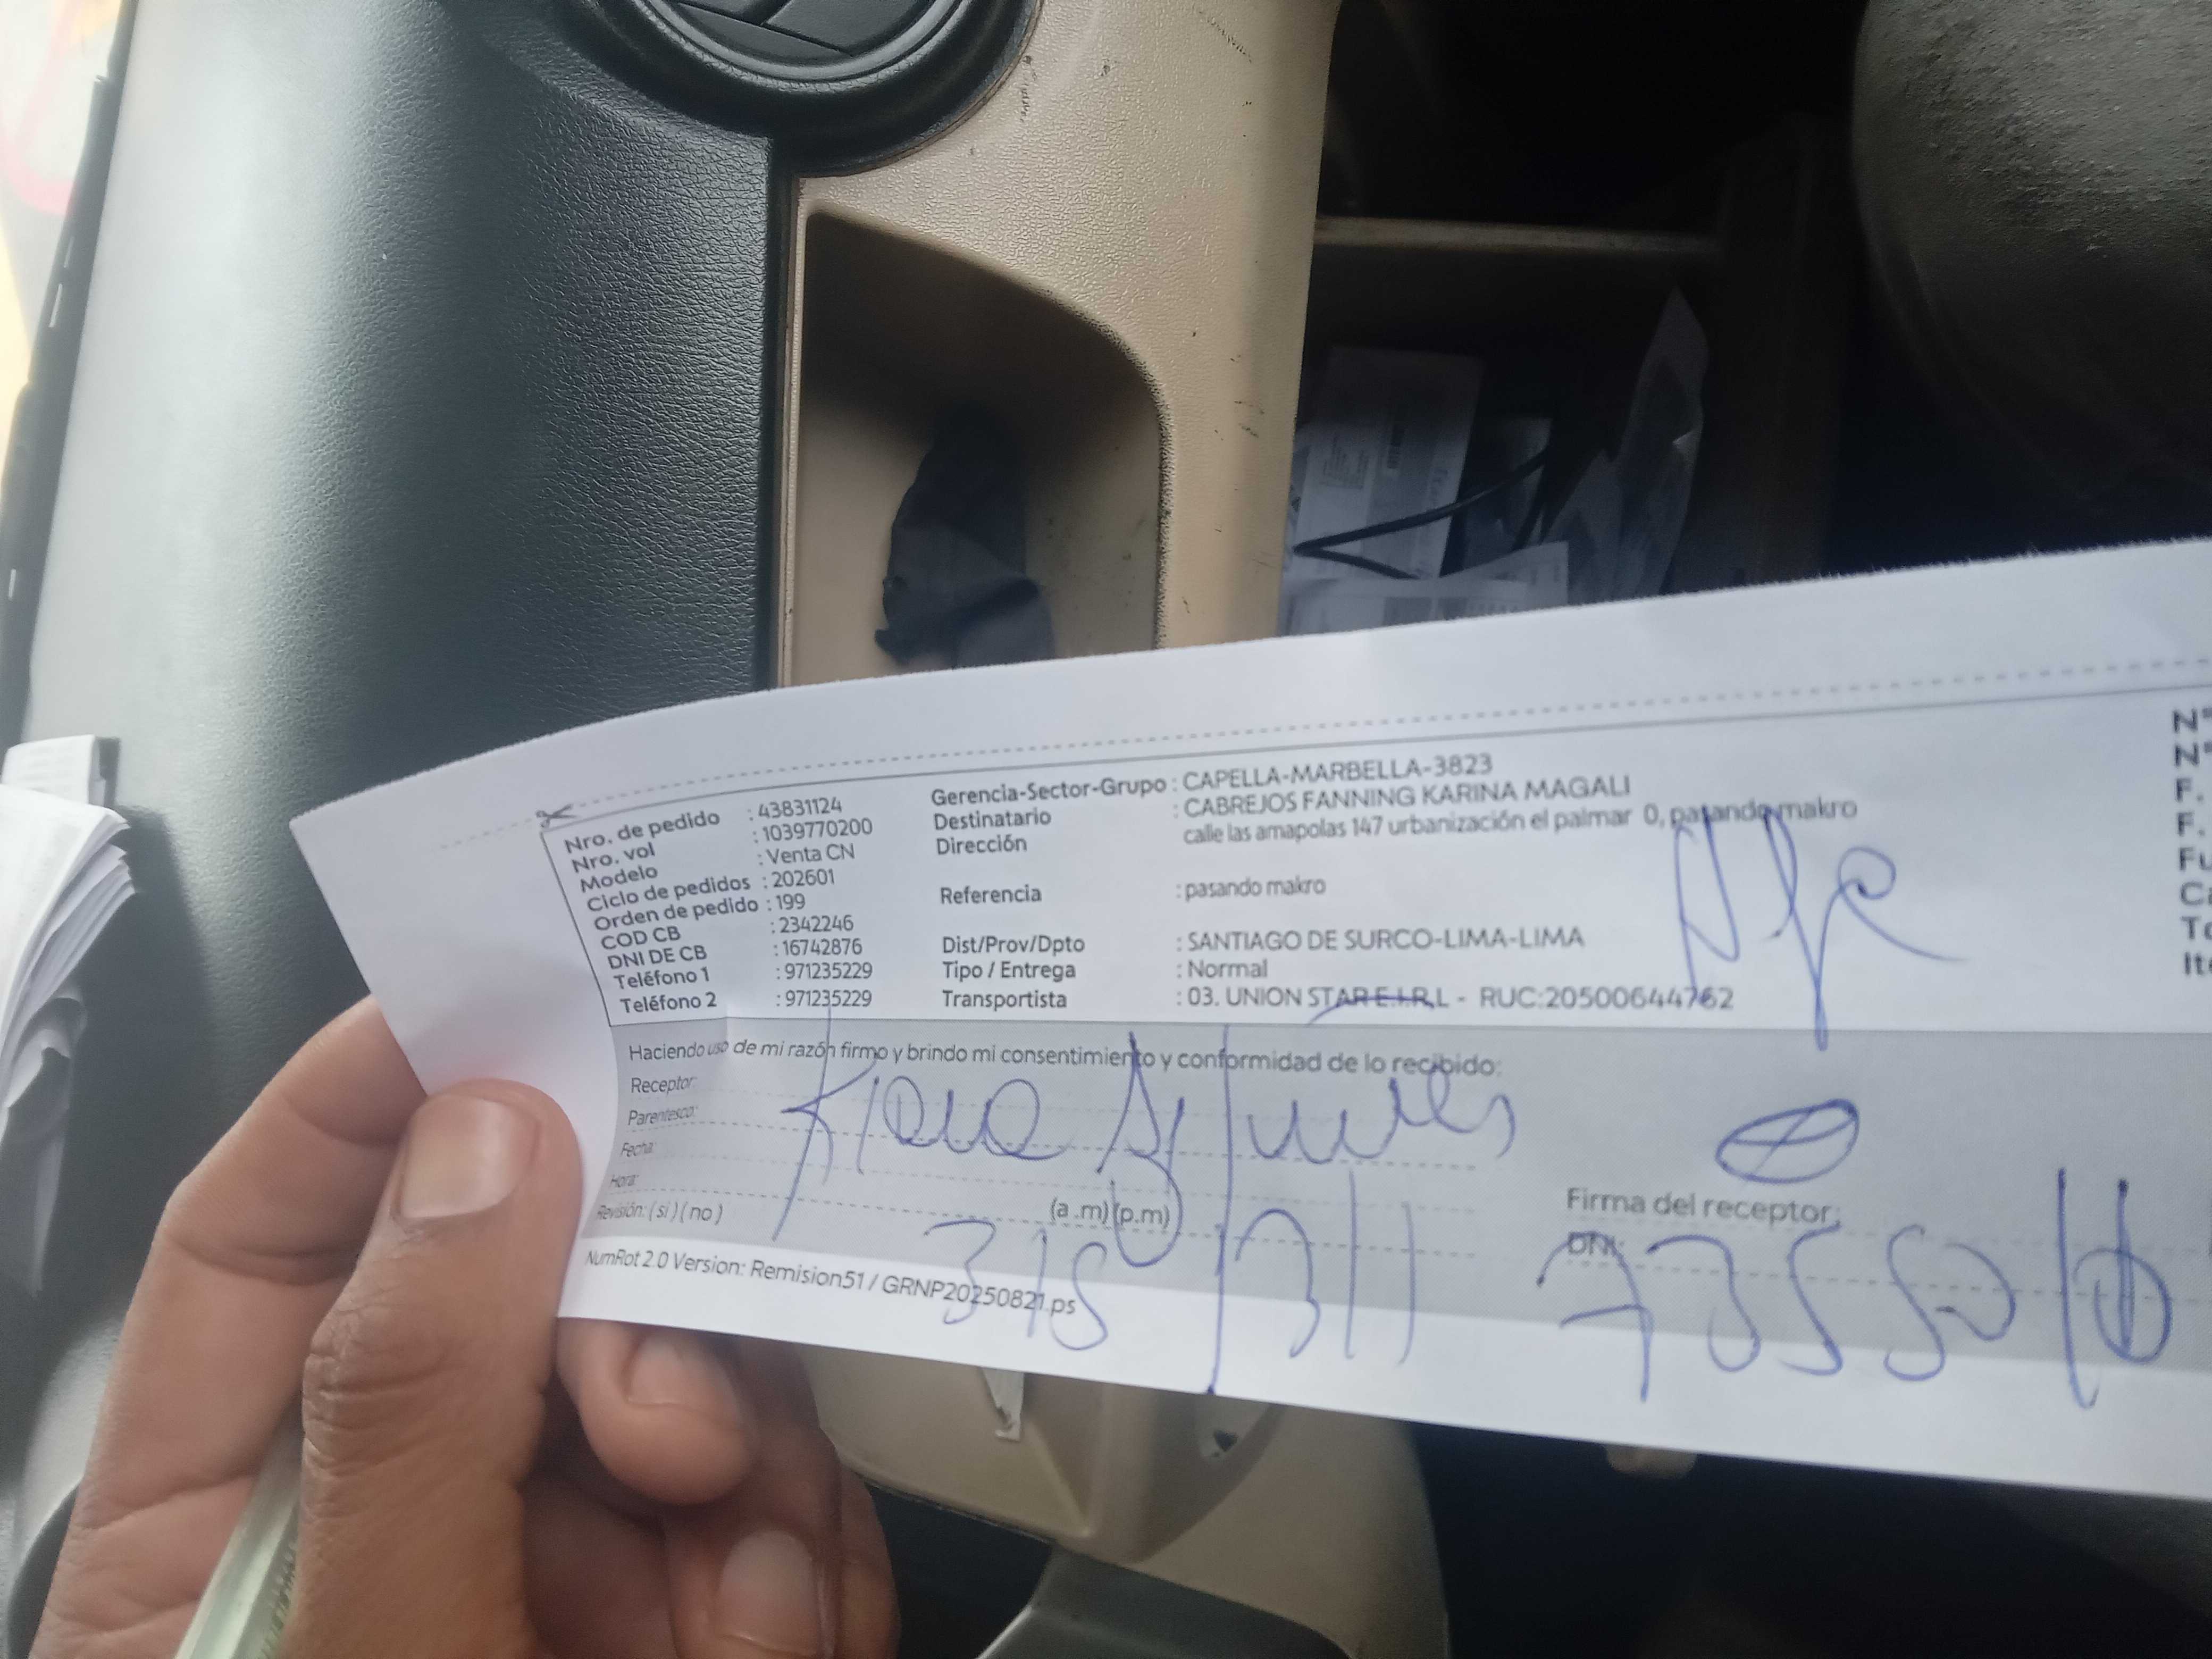 Nro. de pedido : 43831124
Nro. vol : 1039770200
Modelo : Venta CN
Ciclo de pedidos : 202601
Orden de pedido : 199
COD CB : 2342246
DNI DE CB : 16742876
Teléfono 1 : 971235229
Teléfono 2 : 971235229
Gerencia-Sector-Grupo : CAPELLA-MARBELLA-3823
Destinatario : CABREJOS FANNING KARINA MAGALI
Dirección calle las amapolas 147 urbanización el palmar 0, pasando makro
Referencia : pasando makro
Dist/Prov/Dpto : SANTIAGO DE SURCO-LIMA-LIMA
Tipo / Entrega : Normal
Transportista : 03. UNION STAR E.I.R.L - RUC:20500644762
N°
N°
F.
F.
Fu
Ca
To
Ite
Haciendo uso de mi razón firmo y brindo mi consentimiento y conformidad de lo recibido:
Receptor:
Parentesco:
Fecha:
Hora: (a .m) (p.m)
Revisión: ( si ) ( no )
Firma del receptor:
DNI:
NumRot 2.0 Version: Remision51 / GRNP20250821.ps